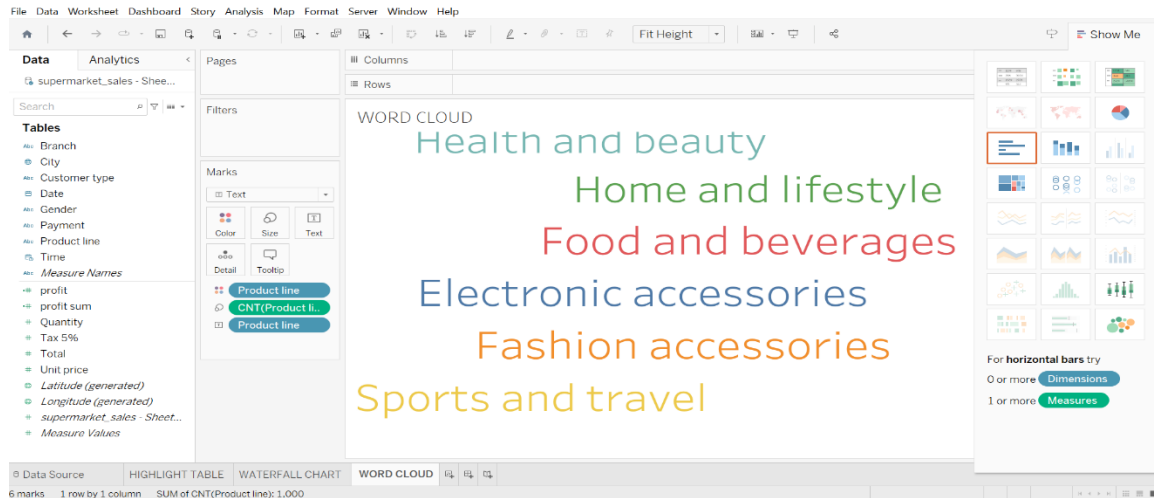 File Data Worksheet Dashboard Story Analysis Map Format Server Window Help
Fit Height
Show Me
Data Analytics
supermarket_sales - Shee...
Search
Tables
Abc Branch
City
Abc Customer type
Date
Abc Gender
Abc Payment
Abc Product line
Time
Abc Measure Names
profit
profit sum
# Quantity
# Tax 5%
# Total
# Unit price
Latitude (generated)
Longitude (generated)
# supermarket_sales - Sheet...
# Measure Values
Pages
Filters
Marks
T Text
Color Size Text
Detail Tooltip
Product line
CNT(Product li..
Product line
Columns
Rows
WORD CLOUD
Health and beauty
Home and lifestyle
Food and beverages
Electronic accessories
Fashion accessories
Sports and travel
For horizontal bars try
0 or more Dimensions
1 or more Measures
Data Source HIGHLIGHT TABLE WATERFALL CHART WORD CLOUD
6 marks 1 row by 1 column SUM of CNT(Product line): 1,000